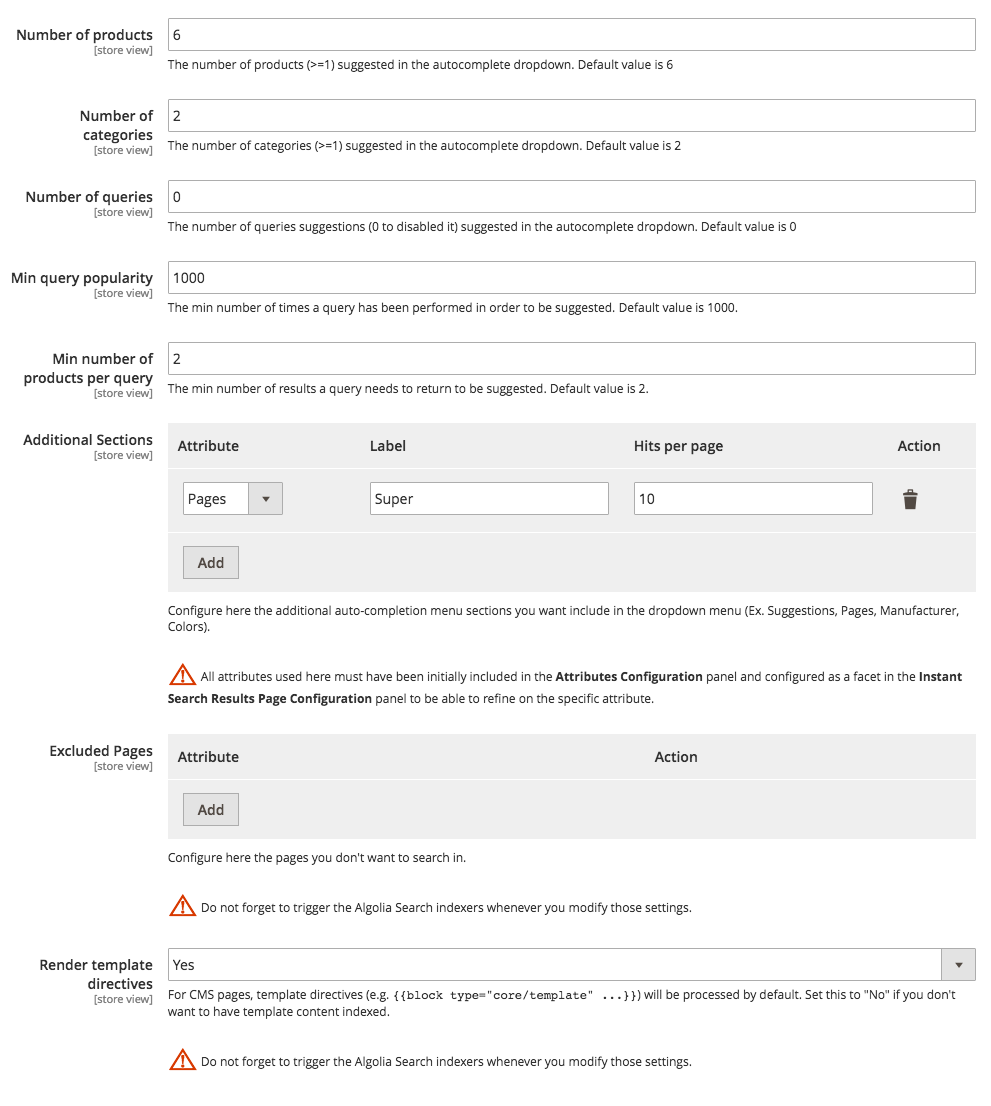 Number of products
[store view]
6
The number of products (>=1) suggested in the autocomplete dropdown. Default value is 6
Number of
categories
[store view]
2
The number of categories (>=1) suggested in the autocomplete dropdown. Default value is 2
Number of queries
[store view]
0
The number of queries suggestions (0 to disabled it) suggested in the autocomplete dropdown. Default value is 0
Min query popularity
[store view]
1000
The min number of times a query has been performed in order to be suggested. Default value is 1000.
Min number of
products per query
[store view]
2
The min number of results a query needs to return to be suggested. Default value is 2.
Additional Sections
[store view]
Attribute Label Hits per page Action
Pages Super 10
Add
Configure here the additional auto-completion menu sections you want include in the dropdown menu (Ex. Suggestions, Pages, Manufacturer,
Colors).
All attributes used here must have been initially included in the Attributes Configuration panel and configured as a facet in the Instant
Search Results Page Configuration panel to be able to refine on the specific attribute.
Excluded Pages
[store view]
Attribute Action
Add
Configure here the pages you don't want to search in.
Do not forget to trigger the Algolia Search indexers whenever you modify those settings.
Render template
directives
[store view]
Yes
For CMS pages, template directives (e.g. {{block type="core/template" ...}}) will be processed by default. Set this to "No" if you don't
want to have template content indexed.
Do not forget to trigger the Algolia Search indexers whenever you modify those settings.